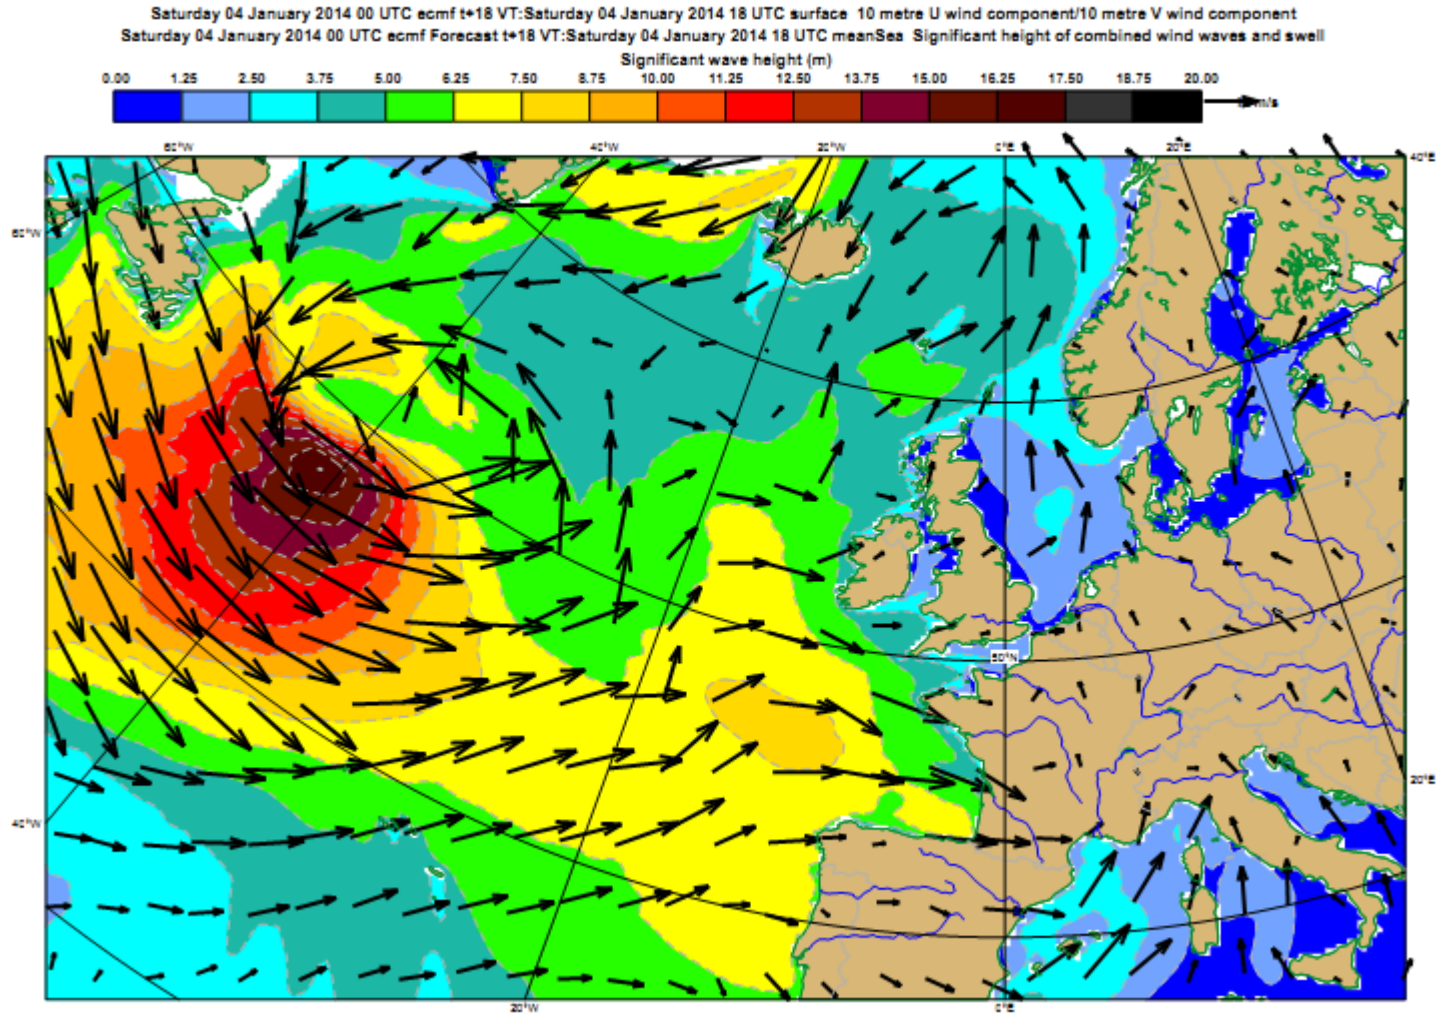 Saturday 04 January 2014 00 UTC ecmf t+18 VT:Saturday 04 January 2014 18 UTC surface 10 metre U wind component/10 metre V wind component
Saturday 04 January 2014 00 UTC ecmf Forecast t+18 VT:Saturday 04 January 2014 18 UTC meanSea Significant height of combined wind waves and swell
Significant wave height (m)
0.00 1.25 2.50 3.75 5.00 6.25 7.50 8.75 10.00 11.25 12.50 13.75 15.00 16.25 17.50 18.75 20.00
m/s
60°W 40°W 20°W 0°E 20°E 40°E
60°W
50°N
20°E
40°W
20°W 0°E